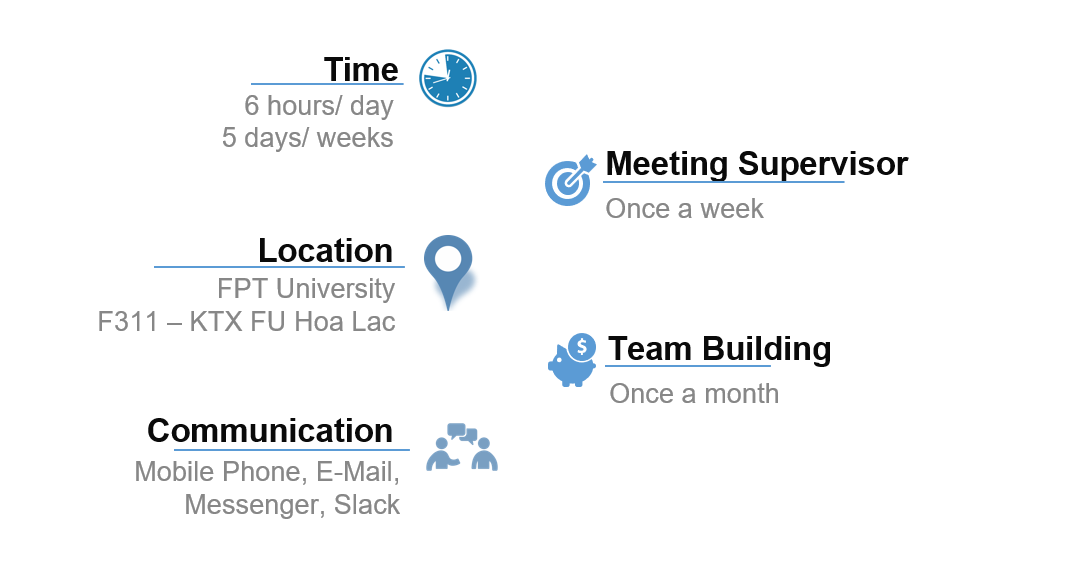 Time
6 hours/ day
5 days/ weeks
Meeting Supervisor
Once a week
Location
FPT University
F311 – KTX FU Hoa Lac
$
Team Building
Once a month
Communication
Mobile Phone, E-Mail,
Messenger, Slack